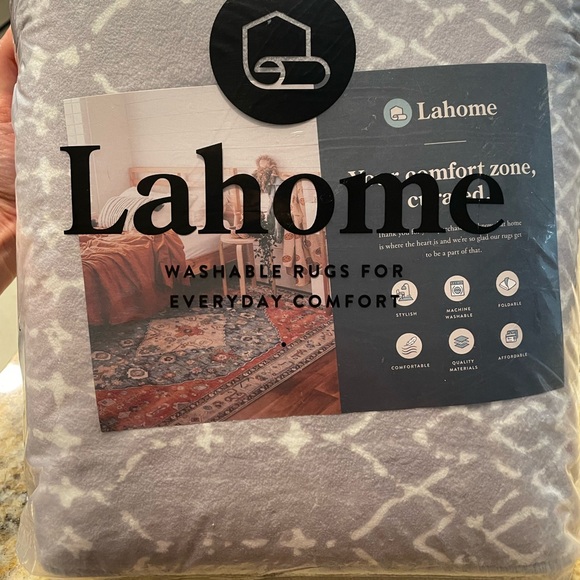 Lahome
Your comfort zone,
curated.
Lahome
is where the heart is and we're so glad our rugs get
to be a part of that.
WASHABLE RUGS FOR
EVERYDAY COMFORT
STYLISH
MACHINE
WASHABLE
FOLDABLE
COMFORTABLE
QUALITY
MATERIALS
AFFORDABLE